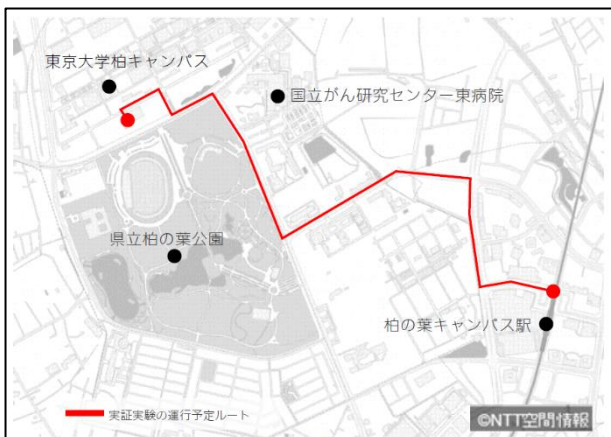 東京大学柏キャンパス
国立がん研究センター東病院
県立柏の葉公園
柏の葉キャンパス駅
実証実験の運行予定ルート
©NTT空間情報